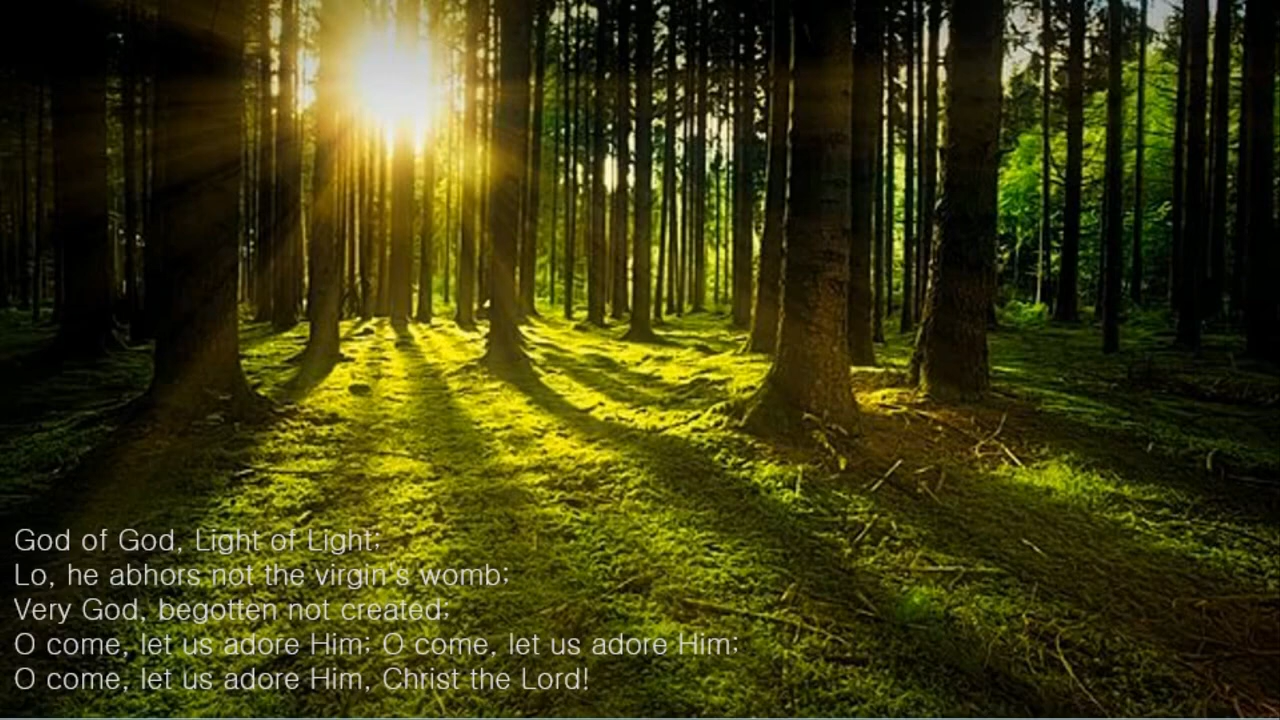 God of God, Light of Light;
Lo, he abhors not the virgin's womb;
Very God, begotten not created;
O come, let us adore Him; O come, let us adore Him;
O come, let us adore Him, Christ the Lord!